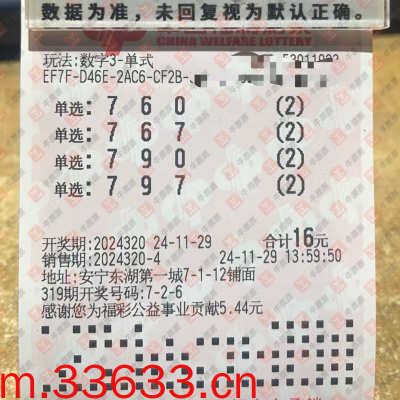 数据为准，未回复视为默认正确。
CHINA WELFARE LOTTERY
玩法:数字3-单式
EF7F-D46E-2AC6-CF2B-
单选: 7 6 0 (2)
单选: 7 6 7 (2)
单选: 7 9 0 (2)
单选: 7 9 7 (2)
开奖期:2024320 24-11-29 合计16元
销售期:2024320-4 24-11-29 13:59:50
地址:安宁东湖第一城7-1-12铺面
319期开奖号码:7-2-6
感谢您为福彩公益事业贡献5.44元
m.33633.cn